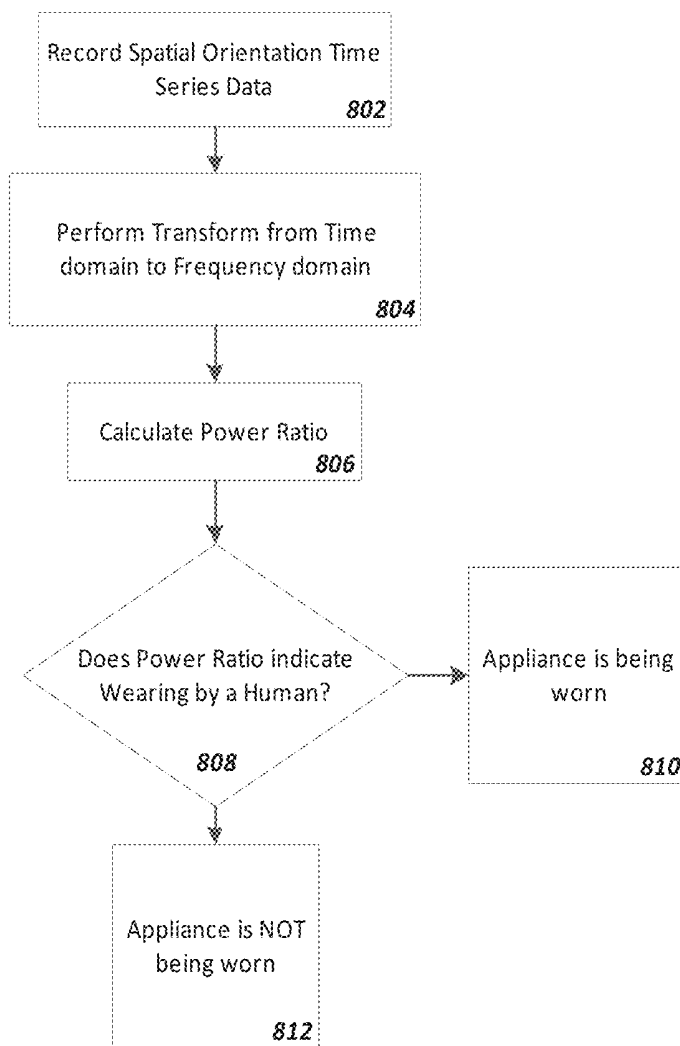 Record Spatial Orientation Time
Series Data
802
Perform Transform from Time
domain to Frequency domain
804
Calculate Power Ratio
806
Does Power Ratio indicate
Wearing by a Human?
808
Appliance is being
worn
810
Appliance is NOT
being worn
812